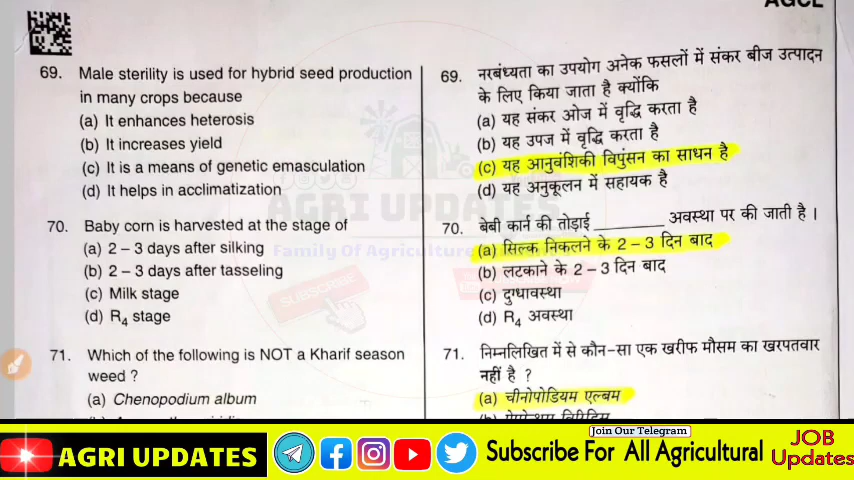 AGCL
69. Male sterility is used for hybrid seed production
in many crops because
(a) It enhances heterosis
(b) It increases yield
(c) It is a means of genetic emasculation
(d) It helps in acclimatization
70. Baby corn is harvested at the stage of
(a) 2 – 3 days after silking
(b) 2 – 3 days after tasseling
(c) Milk stage
(d) R4 stage
71. Which of the following is NOT a Kharif season
weed ?
(a) Chenopodium album
69. नरबंध्यता का उपयोग अनेक फसलों में संकर बीज उत्पादन
के लिए किया जाता है क्योंकि
(a) यह संकर ओज में वृद्धि करता है
(b) यह उपज में वृद्धि करता है
(c) यह आनुवंशिकी विपुंसन का साधन है
(d) यह अनुकूलन में सहायक है
70. बेबी कार्न की तोड़ाई ________ अवस्था पर की जाती है ।
(a) सिल्क निकलने के 2 – 3 दिन बाद
(b) लटकाने के 2 – 3 दिन बाद
(c) दुग्धावस्था
(d) R4 अवस्था
71. निम्नलिखित में से कौन-सा एक खरीफ मौसम का खरपतवार
नहीं है ?
(a) चीनोपोडियम एल्बम
AGRI UPDATES
Family Of Agriculture
SUBSCRIBE
Join Our Telegram
AGRI UPDATES
Subscribe For All Agricultural
JOB
Updates